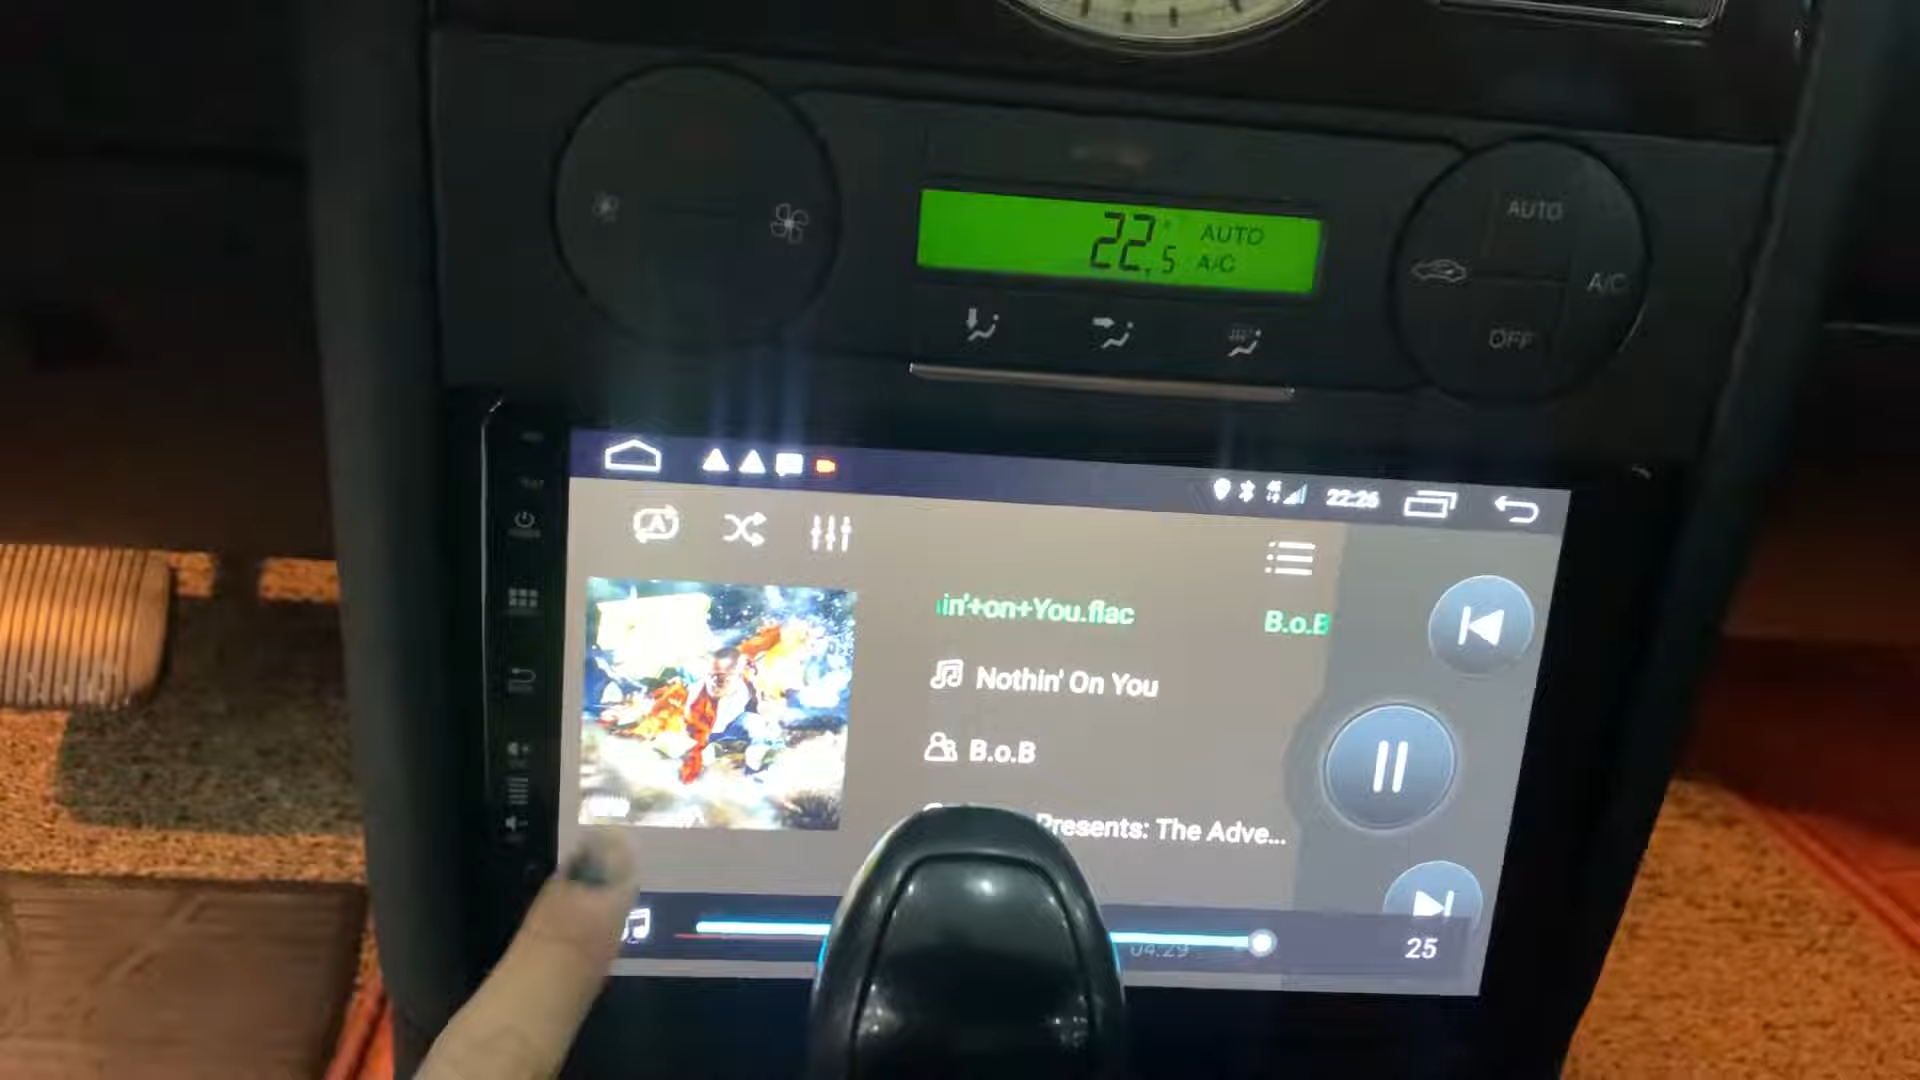 AUTO
22.5 AUTO
A/C
A/C
OFF
22:26
in'+on+You.flac B.o.B
Nothin' On You
B.o.B
Presents: The Adve...
04:29
25